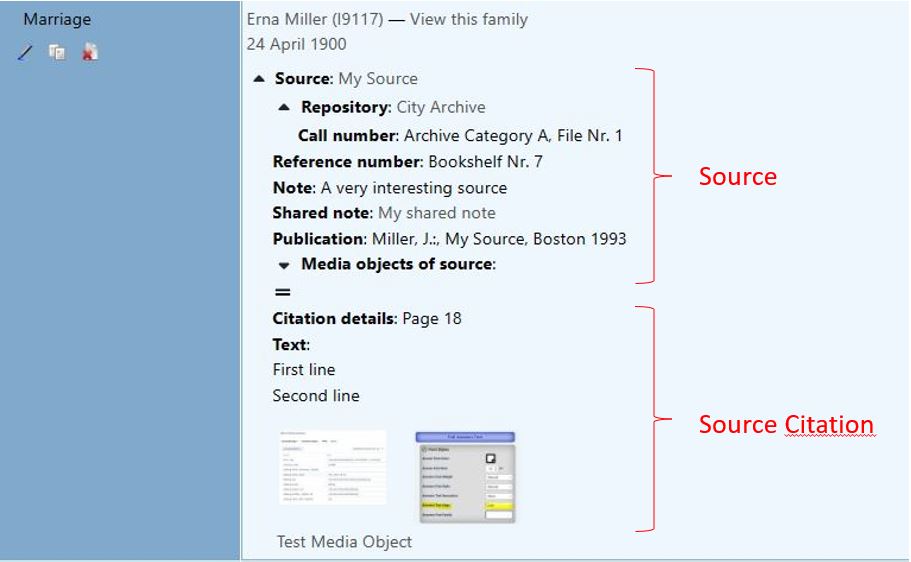 Marriage
Erna Miller (I9117) — View this family
24 April 1900
Source: My Source
Repository: City Archive
Call number: Archive Category A, File Nr. 1
Reference number: Bookshelf Nr. 7
Note: A very interesting source
Shared note: My shared note
Publication: Miller, J.:, My Source, Boston 1993
Media objects of source:
=
Source
Citation details: Page 18
Text:
First line
Second line
Source Citation
Test Media Object